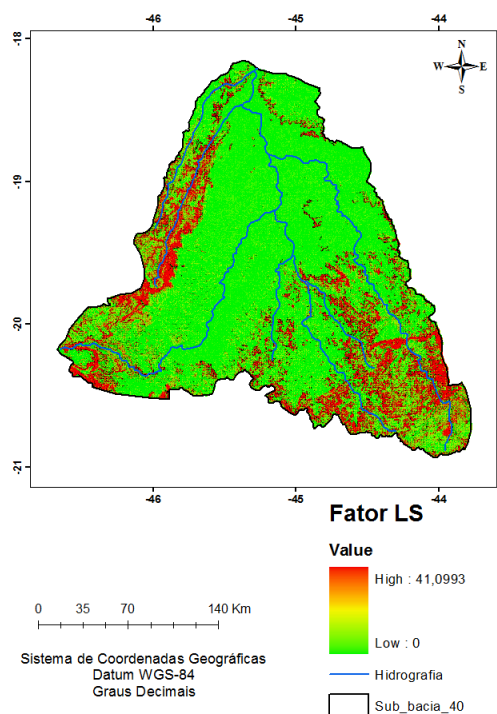 -46 -45 -44
-18
N
W E
S
-19
-20
-21
-46 -45 -44
Fator LS
Value
High : 41,0993
Low : 0
0 35 70 140 Km
Hidrografia
Sistema de Coordenadas Geográficas
Datum WGS-84
Graus Decimais
Sub_bacia_40